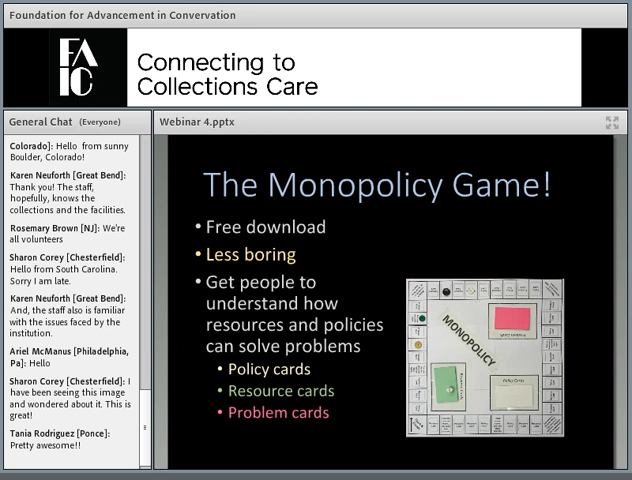 Foundation for Advancement in Convervation
FA
IC
Connecting to
Collections Care
General Chat (Everyone)
Colorado]: Hello from sunny
Boulder, Colorado!
Karen Neuforth [Great Bend]:
Thank you! The staff,
hopefully, knows the
collections and the facilities.
Rosemary Brown [NJ]: We're
all volunteers
Sharon Corey [Chesterfield]:
Hello from South Carolina.
Sorry I am late.
Karen Neuforth [Great Bend]:
And, the staff also is familiar
with the issues faced by the
institution.
Ariel McManus [Philadelphia,
Pa]: Hello
Sharon Corey [Chesterfield]: I
have been seeing this image
and wondered about it. This is
great!
Tania Rodriguez [Ponce]:
Pretty awesome!!
Webinar 4.pptx
The Monopolicy Game!
• Free download
• Less boring
• Get people to
understand how
resources and policies
can solve problems
• Policy cards
• Resource cards
• Problem cards
MONOPOLICY
Policy Cards